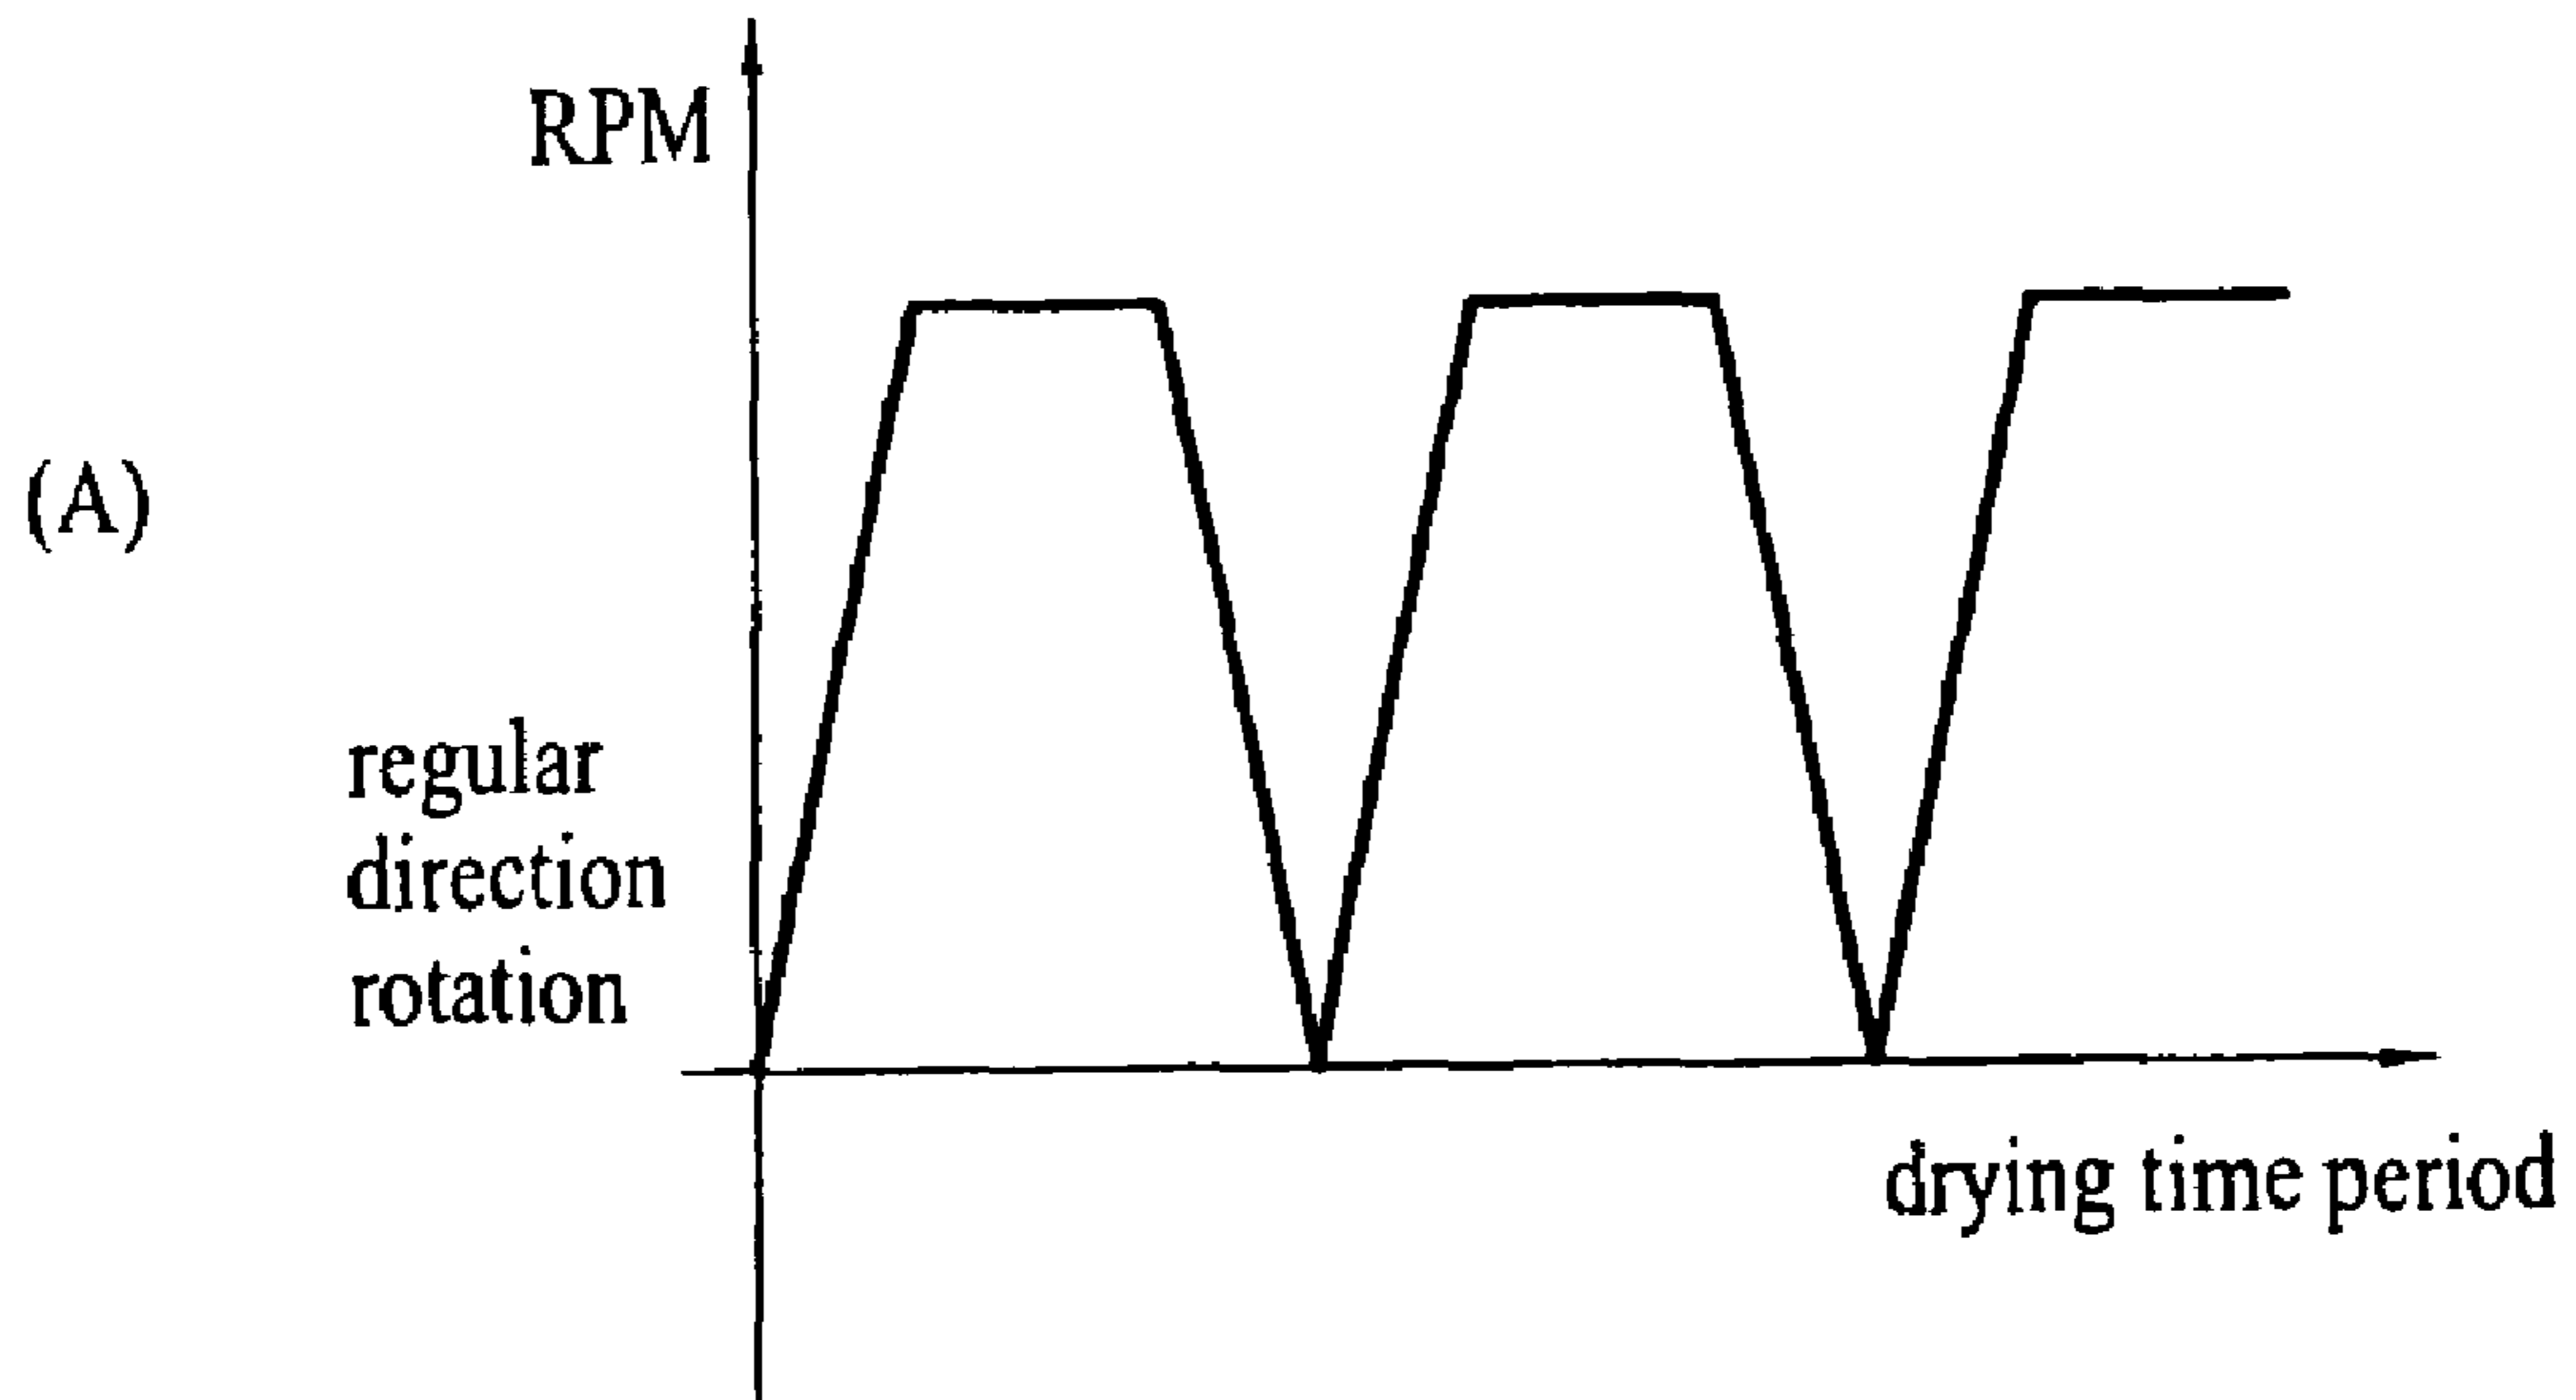 RPM
(A)
regular
direction
rotation
drying time period